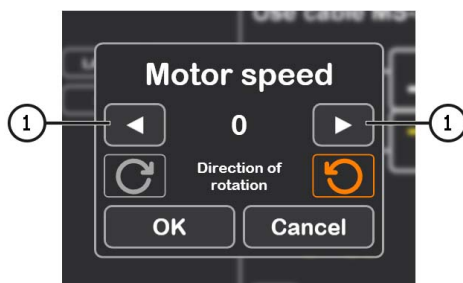 Use cable MS-
Motor speed
1
0
1
Direction of
rotation
OK
Cancel